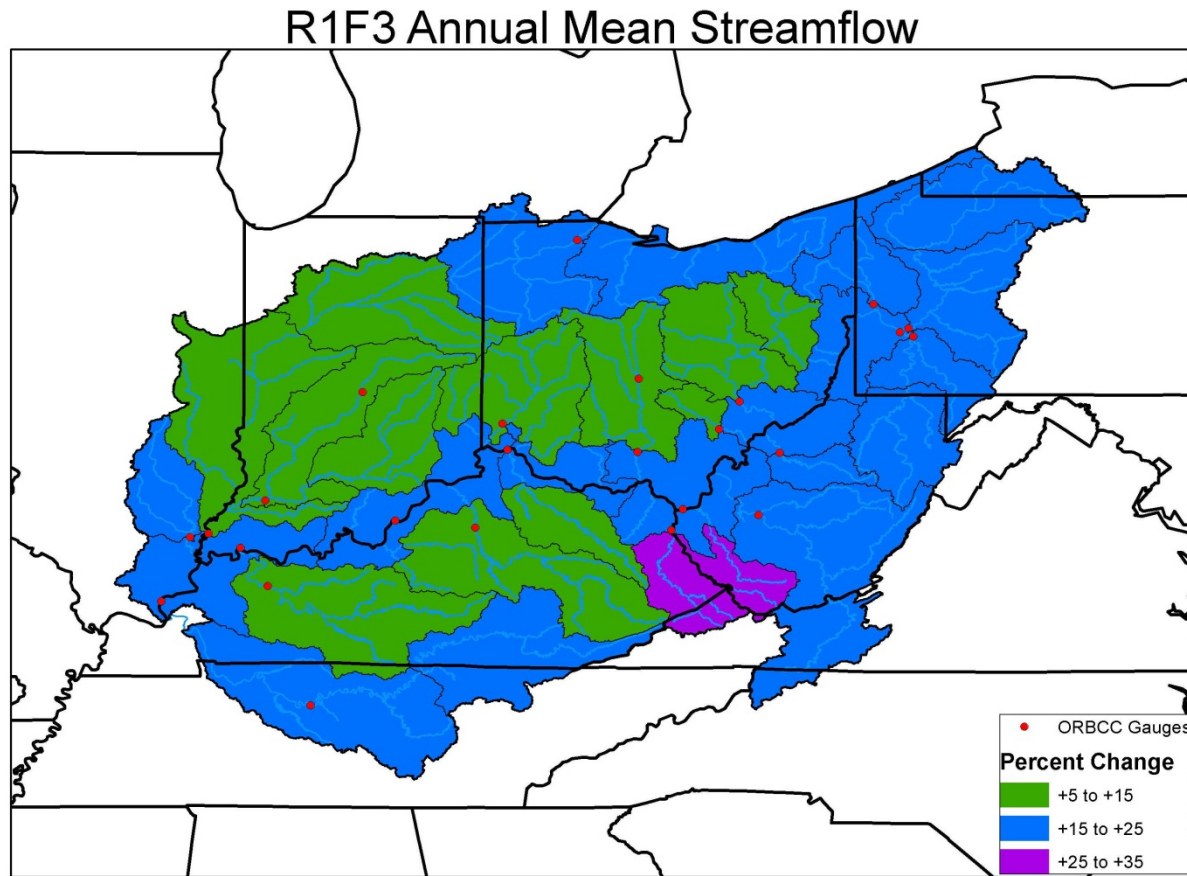 R1F3 Annual Mean Streamflow
ORBCC Gauges
Percent Change
+5 to +15
+15 to +25
+25 to +35